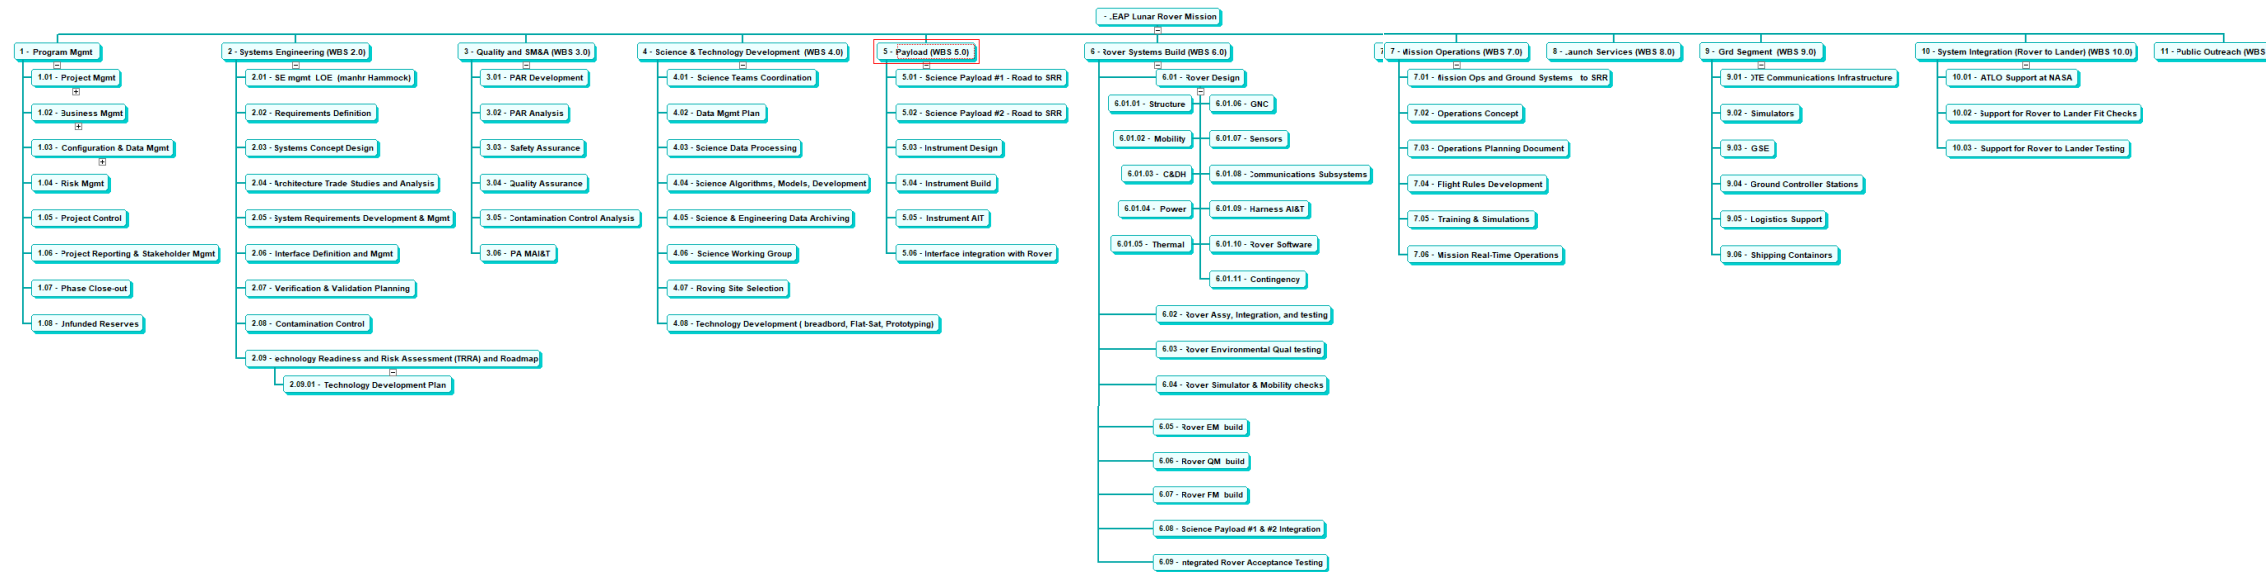 - .EAP Lunar Rover Mission
1 - Program Mgmt
1.01 - Project Mgmt
1.02 - Business Mgmt
1.03 - Configuration & Data Mgmt
1.04 - Risk Mgmt
1.05 - Project Control
1.06 - Project Reporting & Stakeholder Mgmt
1.07 - Phase Close-out
1.08 - Unfunded Reserves
2 - Systems Engineering (WBS 2.0)
2.01 - SE mgmt LOE (manhr Hammock)
2.02 - Requirements Definition
2.03 - Systems Concept Design
2.04 - Architecture Trade Studies and Analysis
2.05 - System Requirements Development & Mgmt
2.06 - Interface Definition and Mgmt
2.07 - Verification & Validation Planning
2.08 - Contamination Control
2.09 - echnology Readiness and Risk Assessment (TRRA) and Roadmap
2.09.01 - Technology Development Plan
3 - Quality and SM&A (WBS 3.0)
3.01 - PAR Development
3.02 - PAR Analysis
3.03 - Safety Assurance
3.04 - Quality Assurance
3.05 - Contamination Control Analysis
3.06 - PA MAI&T
4 - Science & Technology Development (WBS 4.0)
4.01 - Science Teams Coordination
4.02 - Data Mgmt Plan
4.03 - Science Data Processing
4.04 - Science Algorithms, Models, Development
4.05 - Science & Engineering Data Archiving
4.06 - Science Working Group
4.07 - Roving Site Selection
4.08 - Technology Development ( breadbord, Flat-Sat, Prototyping)
5 - Payload (WBS 5.0)
5.01 - Science Payload #1 - Road to SRR
5.02 - Science Payload #2 - Road to SRR
5.03 - Instrument Design
5.04 - Instrument Build
5.05 - Instrument AIT
5.06 - Interface integration with Rover
6 - Rover Systems Build (WBS 6.0)
6.01 - Rover Design
6.01.01 - Structure
6.01.02 - Mobility
6.01.03 - C&DH
6.01.04 - Power
6.01.05 - Thermal
6.01.06 - GNC
6.01.07 - Sensors
6.01.08 - Communications Subsystems
6.01.09 - Harness AI&T
6.01.10 - Rover Software
6.01.11 - Contingency
6.02 - Rover Assy, Integration, and testing
6.03 - Rover Environmental Qual testing
6.04 - Rover Simulator & Mobility checks
6.05 - Rover EM build
6.06 - Rover QM build
6.07 - Rover FM build
6.08 - Science Payload #1 & #2 Integration
6.09 - ntegrated Rover Acceptance Testing
7
7 - Mission Operations (WBS 7.0)
7.01 - Mission Ops and Ground Systems to SRR
7.02 - Operations Concept
7.03 - Operations Planning Document
7.04 - Flight Rules Development
7.05 - Training & Simulations
7.06 - Mission Real-Time Operations
8 - Launch Services (WBS 8.0)
9 - Grd Segment (WBS 9.0)
9.01 - DTE Communications Infrastructure
9.02 - Simulators
9.03 - GSE
9.04 - Ground Controller Stations
9.05 - Logistics Support
9.06 - Shipping Containors
10 - System Integration (Rover to Lander) (WBS 10.0)
10.01 - ATLO Support at NASA
10.02 - Support for Rover to Lander Fit Checks
10.03 - Support for Rover to Lander Testing
11 - Public Outreach (WBS